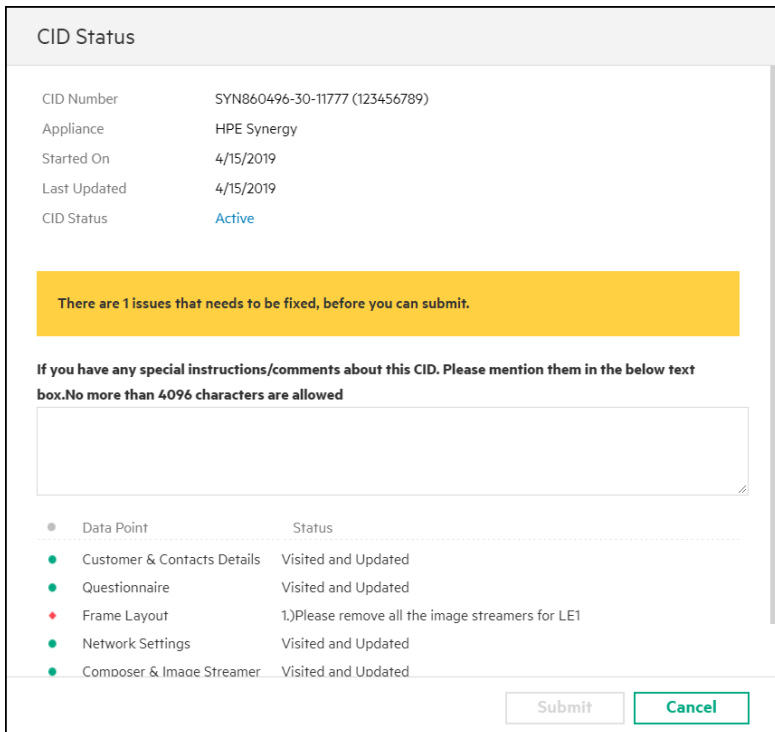 CID Status
CID Number SYN860496-30-11777 (123456789)
Appliance HPE Synergy
Started On 4/15/2019
Last Updated 4/15/2019
CID Status Active
There are 1 issues that needs to be fixed, before you can submit.
If you have any special instructions/comments about this CID. Please mention them in the below text
box.No more than 4096 characters are allowed
Data Point Status
Customer & Contacts Details Visited and Updated
Questionnaire Visited and Updated
Frame Layout 1.)Please remove all the image streamers for LE1
Network Settings Visited and Updated
Composer & Image Streamer Visited and Updated
Submit Cancel